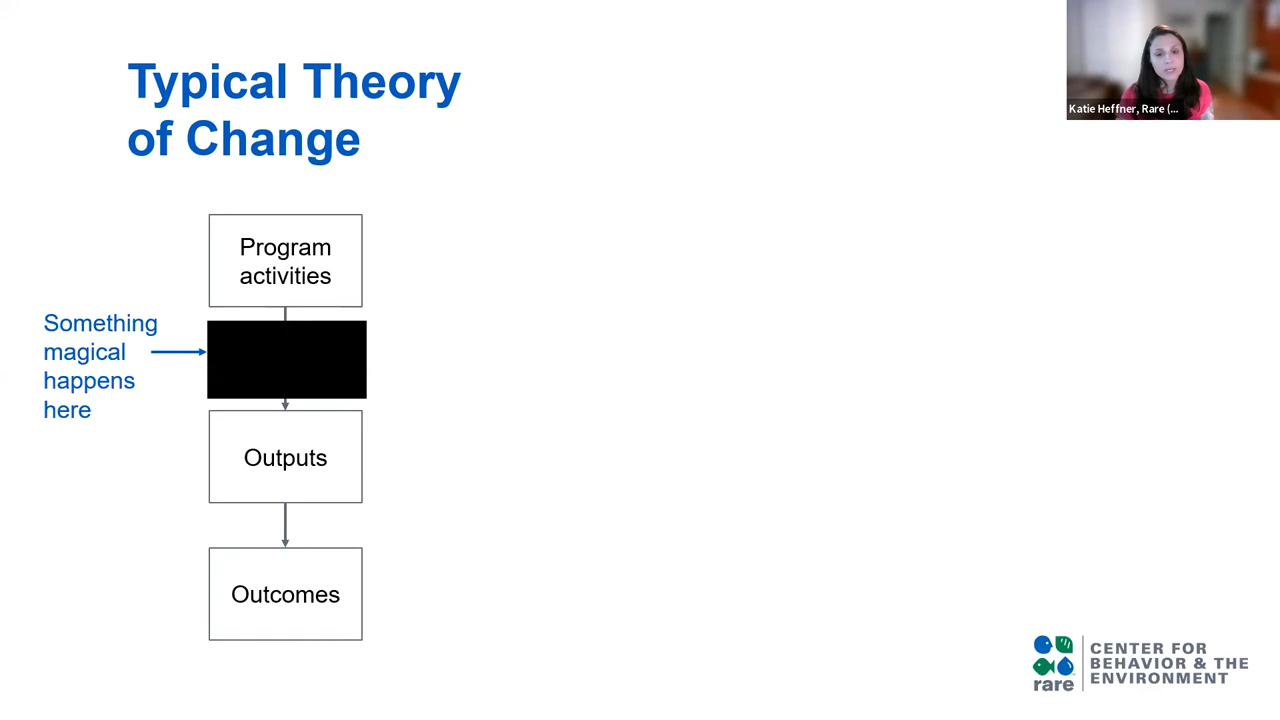 Typical Theory
of Change
Katie Heffner, Rare (...
Program
activities
Something
magical
happens
here
Outputs
Outcomes
rare
CENTER FOR
BEHAVIOR & THE
ENVIRONMENT